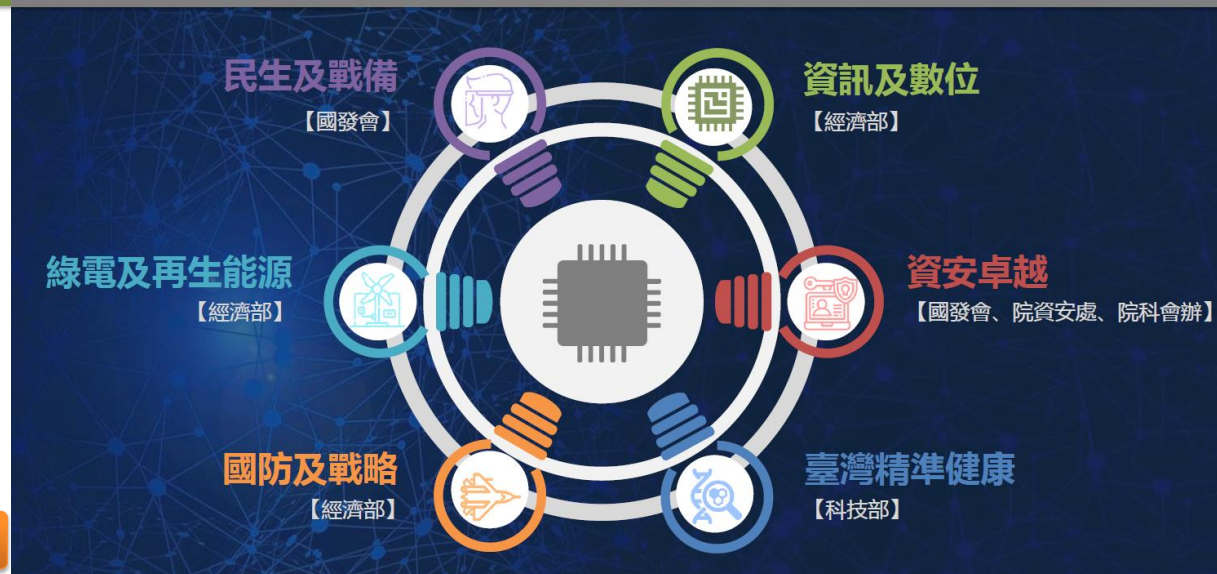 民生及戰備
【國發會】
資訊及數位
【經濟部】
綠電及再生能源
【經濟部】
資安卓越
【國發會、院資安處、院科會辦】
國防及戰略
【經濟部】
臺灣精準健康
【科技部】